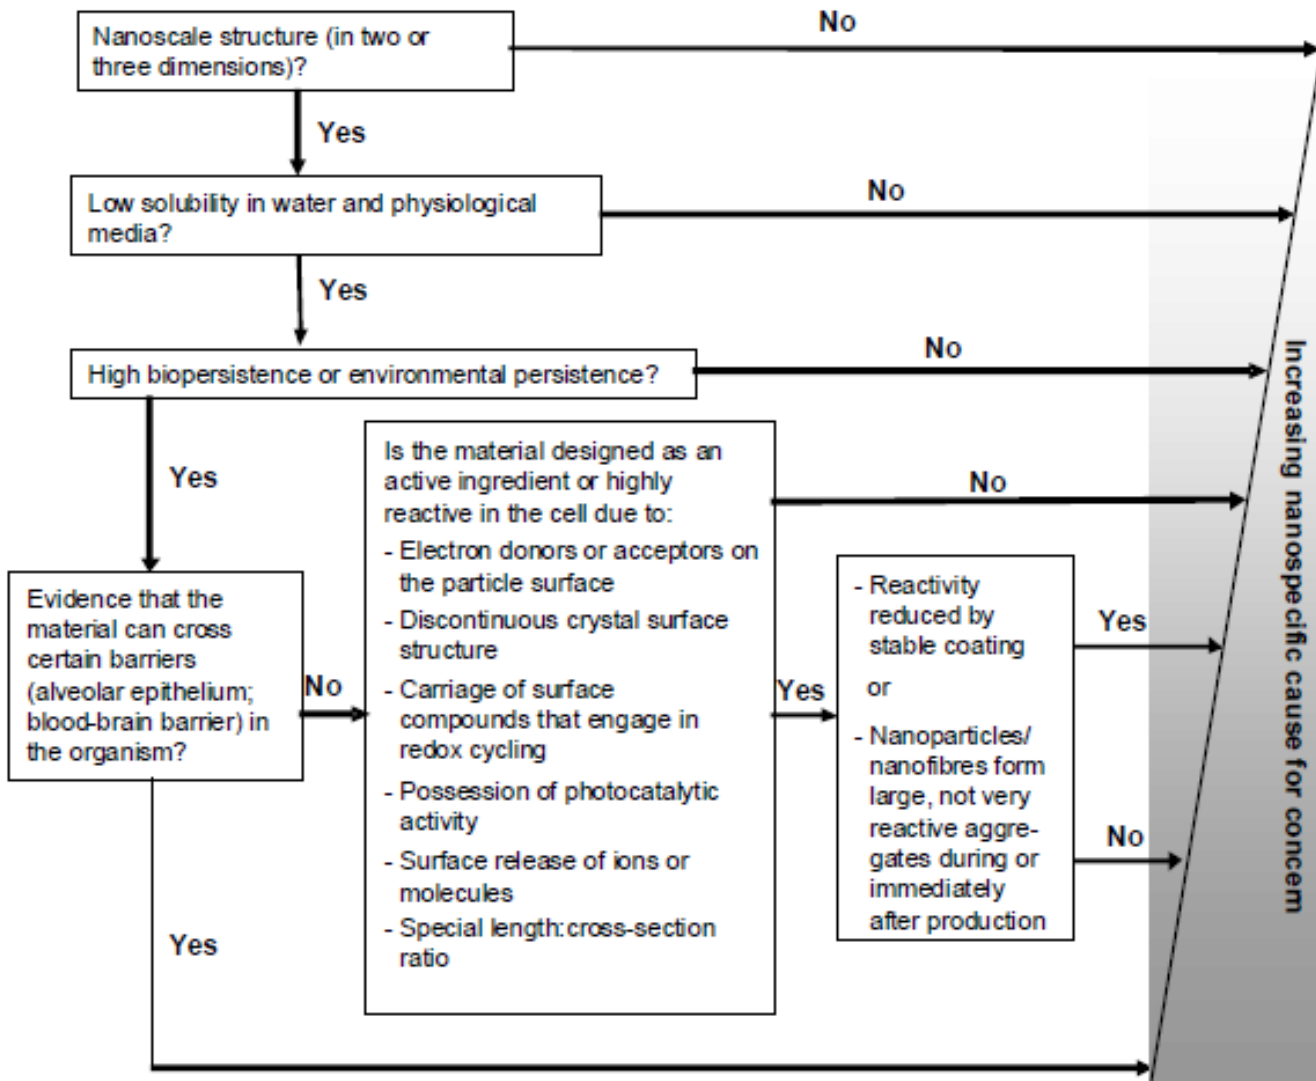 Nanoscale structure (in two or
three dimensions)?
No
Yes
Low solubility in water and physiological
media?
No
Yes
High biopersistence or environmental persistence?
No
Yes
Evidence that the
material can cross
certain barriers
(alveolar epithelium;
blood-brain barrier) in
the organism?
No
Yes
Is the material designed as an
active ingredient or highly
reactive in the cell due to:
- Electron donors or acceptors on
the particle surface
- Discontinuous crystal surface
structure
- Carriage of surface
compounds that engage in
redox cycling
- Possession of photocatalytic
activity
- Surface release of ions or
molecules
- Special length:cross-section
ratio
No
Yes
- Reactivity
reduced by
stable coating
or
- Nanoparticles/
nanofibres form
large, not very
reactive aggre-
gates during or
immediately
after production
Yes
No
Increasing nanospecific cause for concern